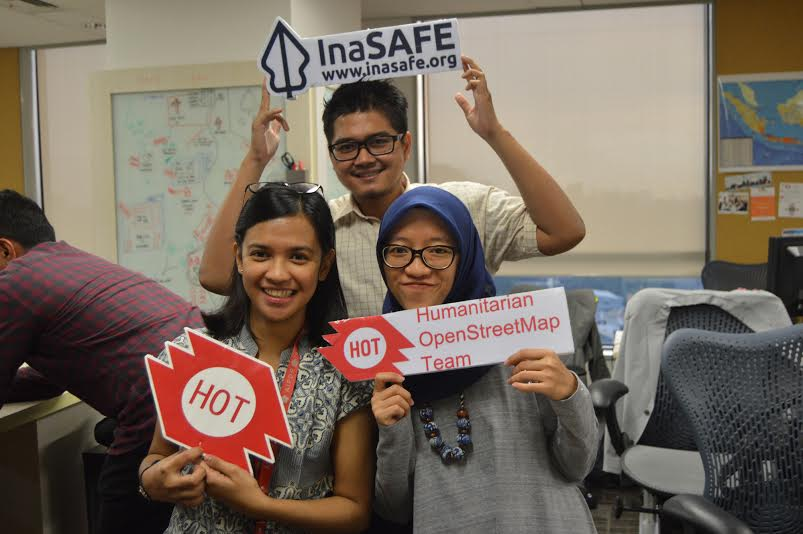 InaSAFE
www.inasafe.org
HOT
HOT
Humanitarian
OpenStreetMap
Team